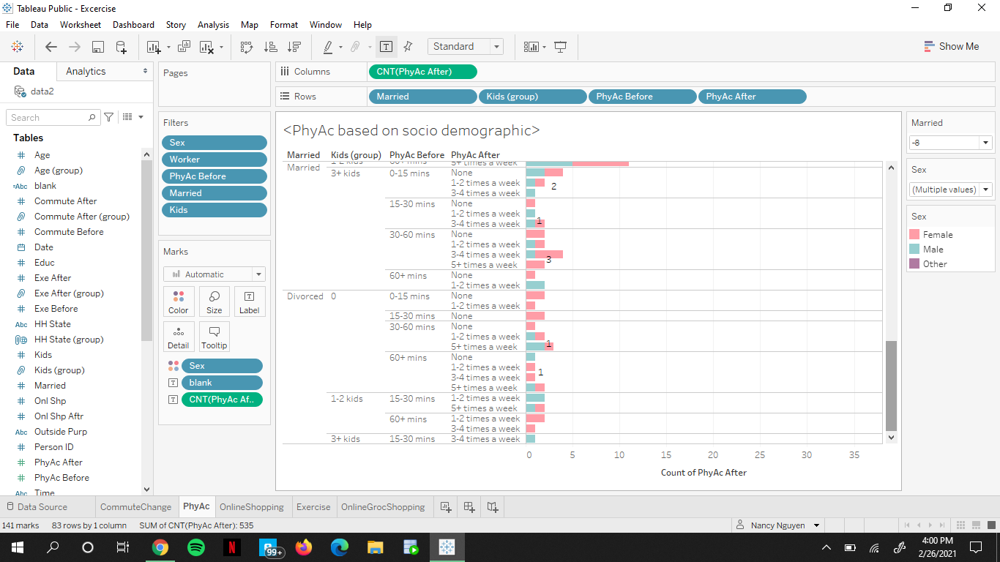 Tableau Public - Excercise
File Data Worksheet Dashboard Story Analysis Map Format Window Help
Standard
Show Me
Data Analytics
data2
Search
Tables
Age
Age (group)
=Abc blank
Commute After
Commute After (group)
Commute Before
Date
Educ
Exe After
Exe After (group)
Exe Before
Abc HH State
HH State (group)
Kids
Kids (group)
Married
Onl Shp
Onl Shp Aftr
Abc Outside Purp
Person ID
PhyAc After
PhyAc Before
Abc Time
Pages
Filters
Sex
Worker
PhyAc Before
Married
Kids
Marks
Automatic
Color Size Label
Detail Tooltip
Sex
blank
CNT(PhyAc Af..
Columns CNT(PhyAc After)
Rows Married Kids (group) PhyAc Before PhyAc After
<PhyAc based on socio demographic>
Married Kids (group) PhyAc Before PhyAc After
1-2 kids 60+ mins 5+ times a week
Married 3+ kids 0-15 mins None
1-2 times a week 2
3-4 times a week
15-30 mins None
1-2 times a week
3-4 times a week 1
30-60 mins None
1-2 times a week
3-4 times a week 3
5+ times a week
60+ mins None
1-2 times a week
Divorced 0 0-15 mins None
1-2 times a week
15-30 mins None
30-60 mins None
1-2 times a week
5+ times a week 1
60+ mins None
1-2 times a week 1
3-4 times a week
5+ times a week
1-2 kids 15-30 mins 1-2 times a week
5+ times a week
60+ mins 1-2 times a week
3-4 times a week
3+ kids 15-30 mins 3-4 times a week
0 5 10 15 20 25 30 35
Count of PhyAc After
Married
-8
Sex
(Multiple values)
Sex
Female
Male
Other
Data Source CommuteChange PhyAc OnlineShopping Exercise OnlineGrocShopping
141 marks 83 rows by 1 column SUM of CNT(PhyAc After): 535
Nancy Nguyen
99+
4:00 PM
2/26/2021